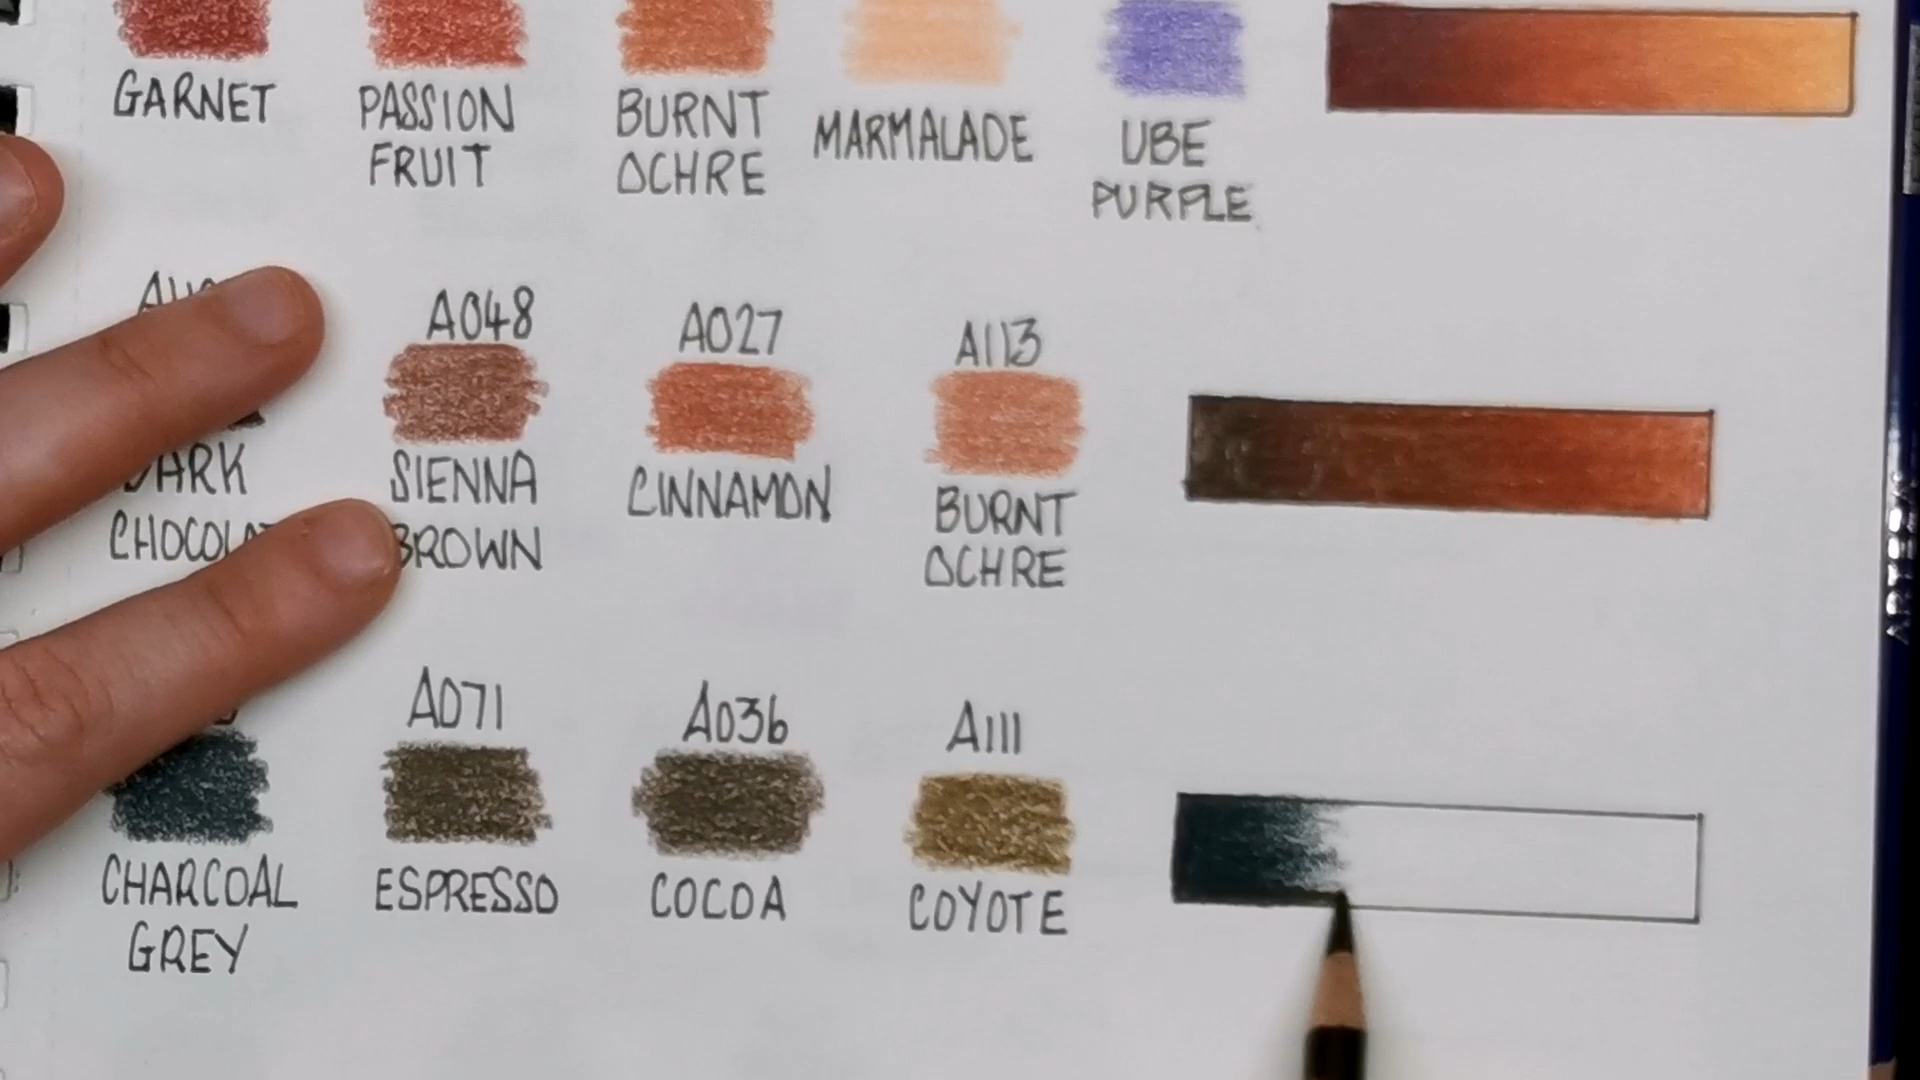 GARNET
PASSION
FRUIT
BURNT
OCHRE
MARMALADE
UBE
PURPLE
A048
SIENNA
BROWN
A027
CINNAMON
A113
BURNT
OCHRE
A071
ESPRESSO
A036
COCOA
A111
COYOTE
CHARCOAL
GREY